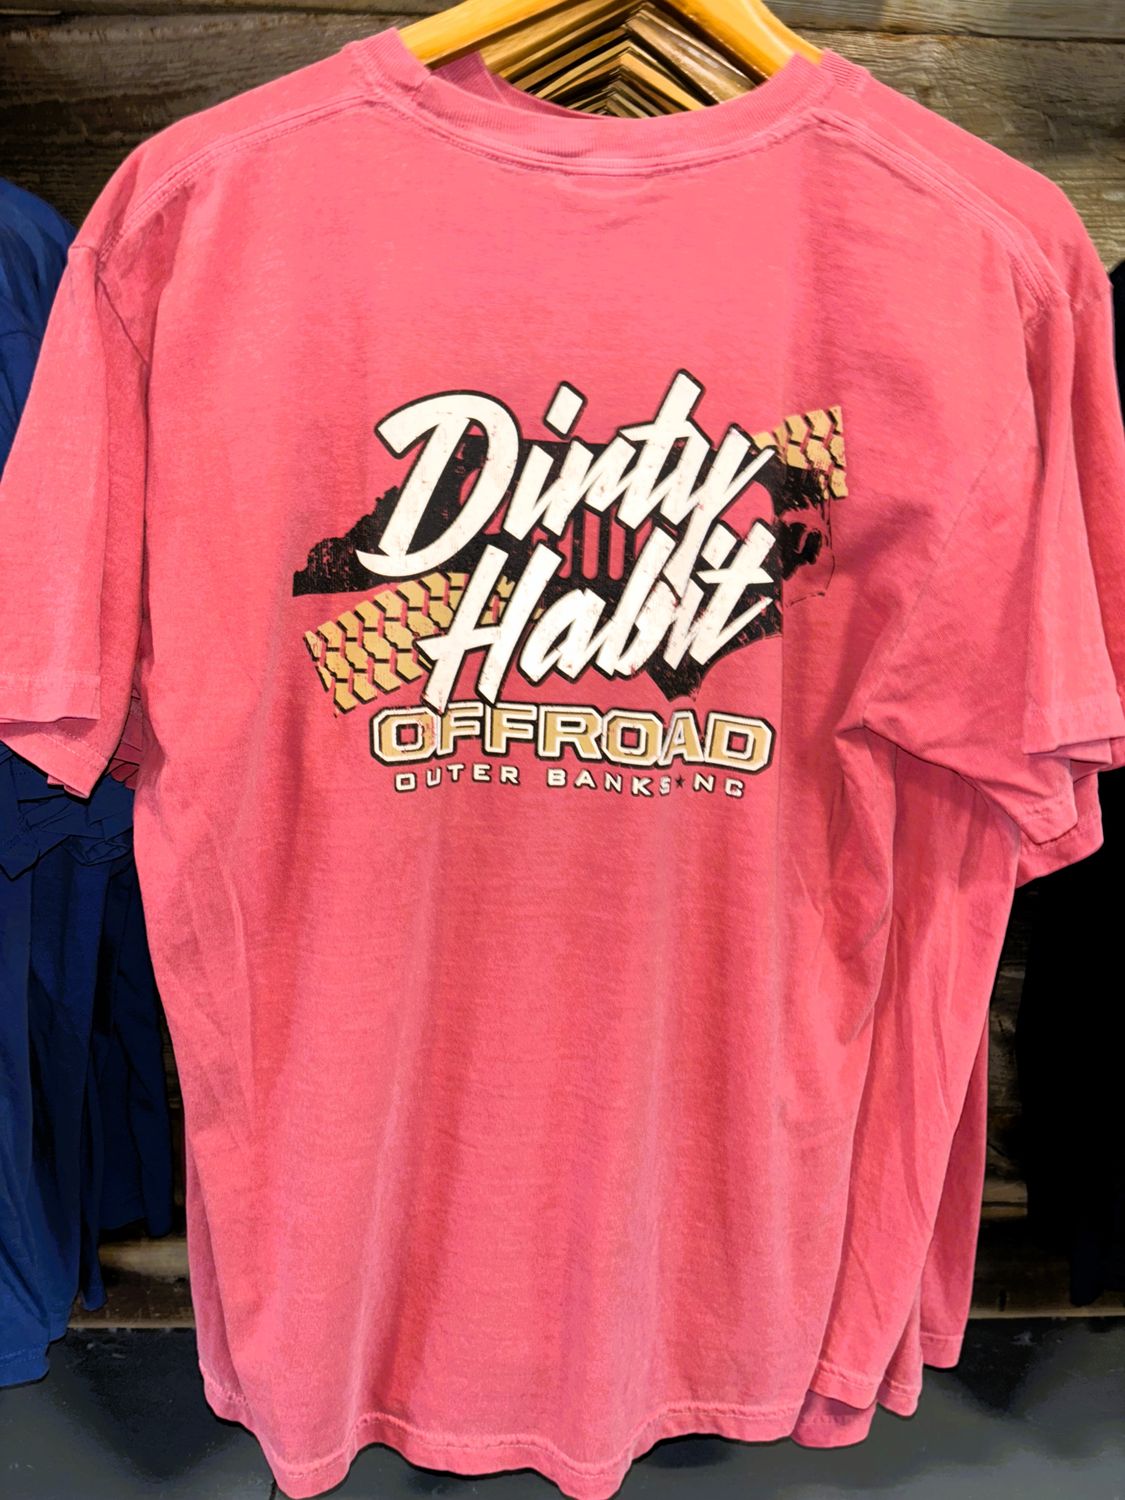 Dirty
Habit
OFFROAD
OUTER BANKS★NC